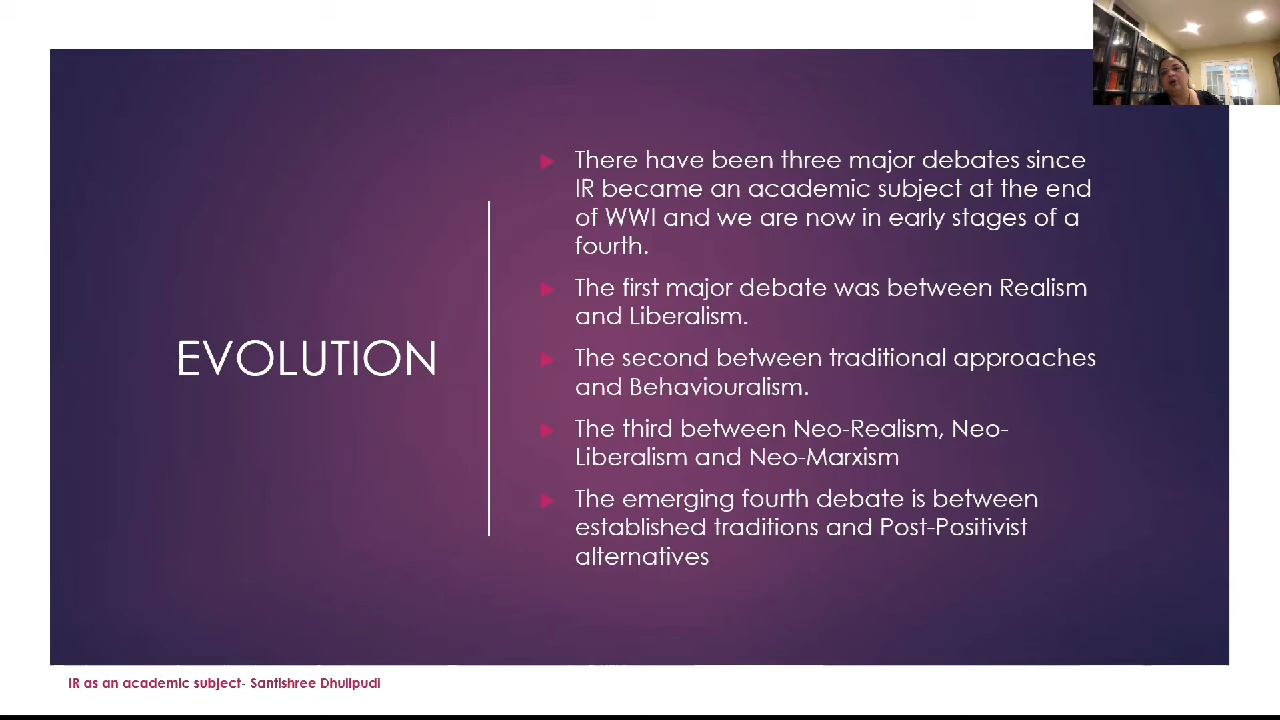 There have been three major debates since
IR became an academic subject at the end
of WWI and we are now in early stages of a
fourth.
The first major debate was between Realism
and Liberalism.
EVOLUTION
The second between traditional approaches
and Behaviouralism.
The third between Neo-Realism, Neo-
Liberalism and Neo-Marxism
The emerging fourth debate is between
established traditions and Post-Positivist
alternatives
IR as an academic subject- Santishree Dhulipudi